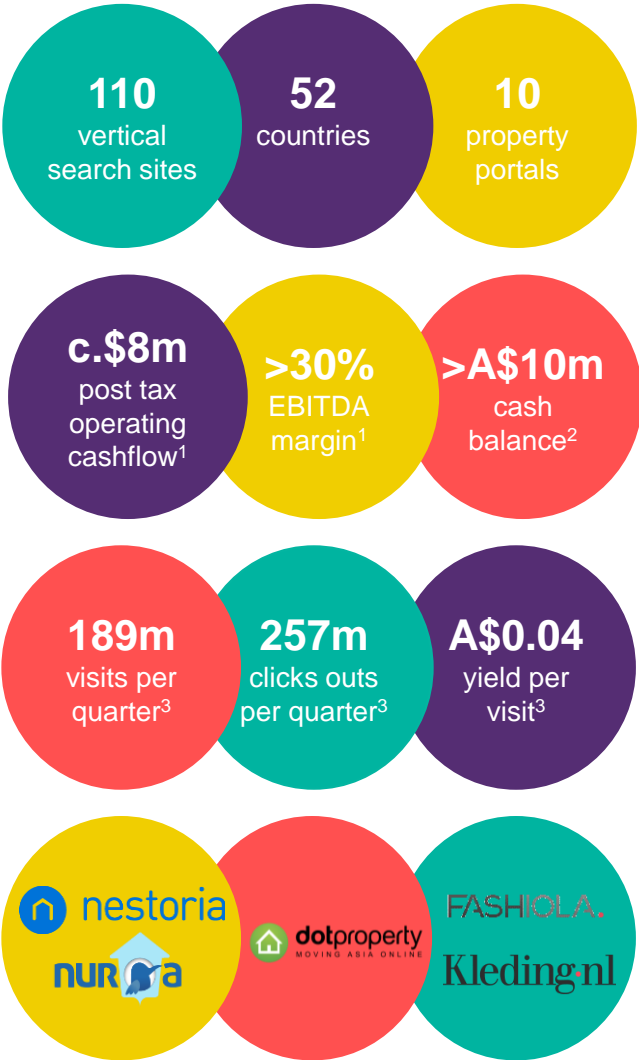 110
vertical
search sites
52
countries
10
property
portals
c.$8m
post tax
operating
cashflow¹
>30%
EBITDA
margin¹
>A$10m
cash
balance²
189m
visits per
quarter³
257m
clicks outs
per quarter³
A$0.04
yield per
visit³
nestoria
nuroa
dotproperty
MOVING ASIA ONLINE
FASHIOLA.
Kleding.nl